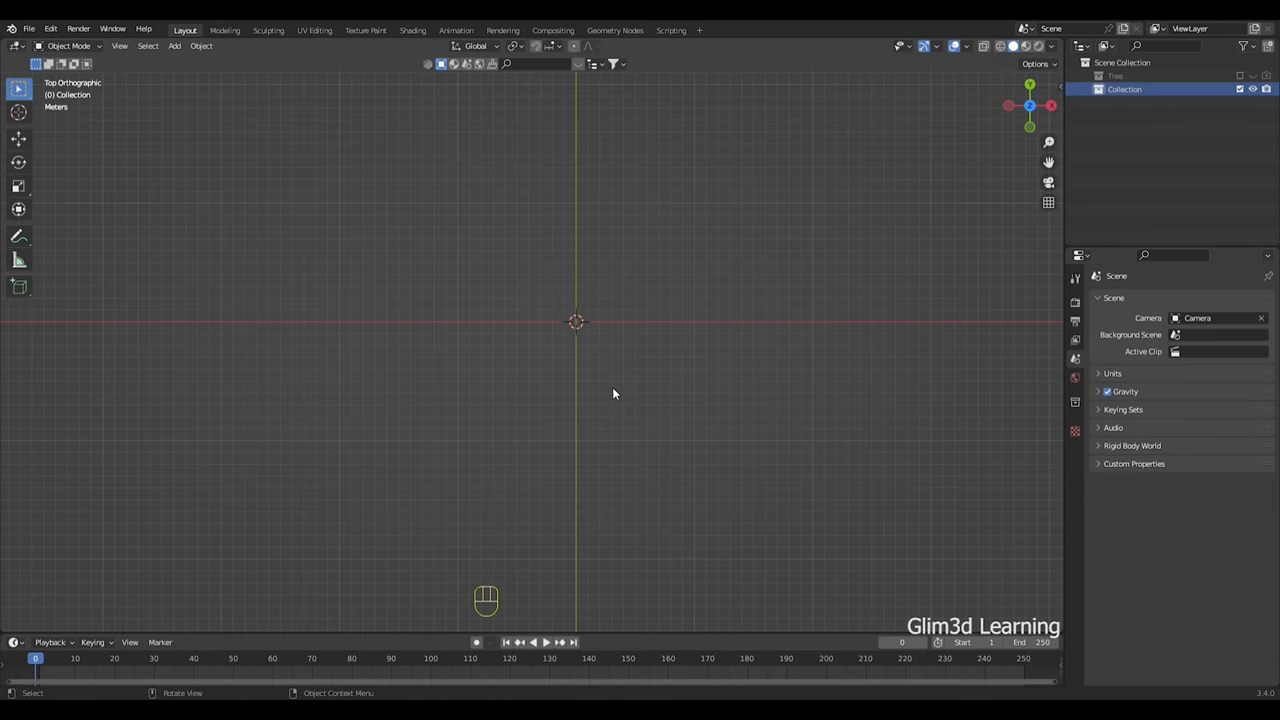 File Edit Render Window Help Layout Modeling Sculpting UV Editing Texture Paint Shading Animation Rendering Compositing Geometry Nodes Scripting + Scene ViewLayer
Object Mode View Select Add Object Global
Options
Top Orthographic
(0) Collection
Meters
Y
X
Z
Scene Collection
Tree
Collection
Scene
Scene
Camera Camera
Background Scene
Active Clip
Units
Gravity
Keying Sets
Audio
Rigid Body World
Custom Properties
Glim3d Learning
Playback Keying View Marker 0 Start 1 End 250
0 10 20 30 40 50 60 70 80 90 100 110 120 130 140 150 160 170 180 190 200 210 220 230 240 250
Select Rotate View Object Context Menu 3.4.0